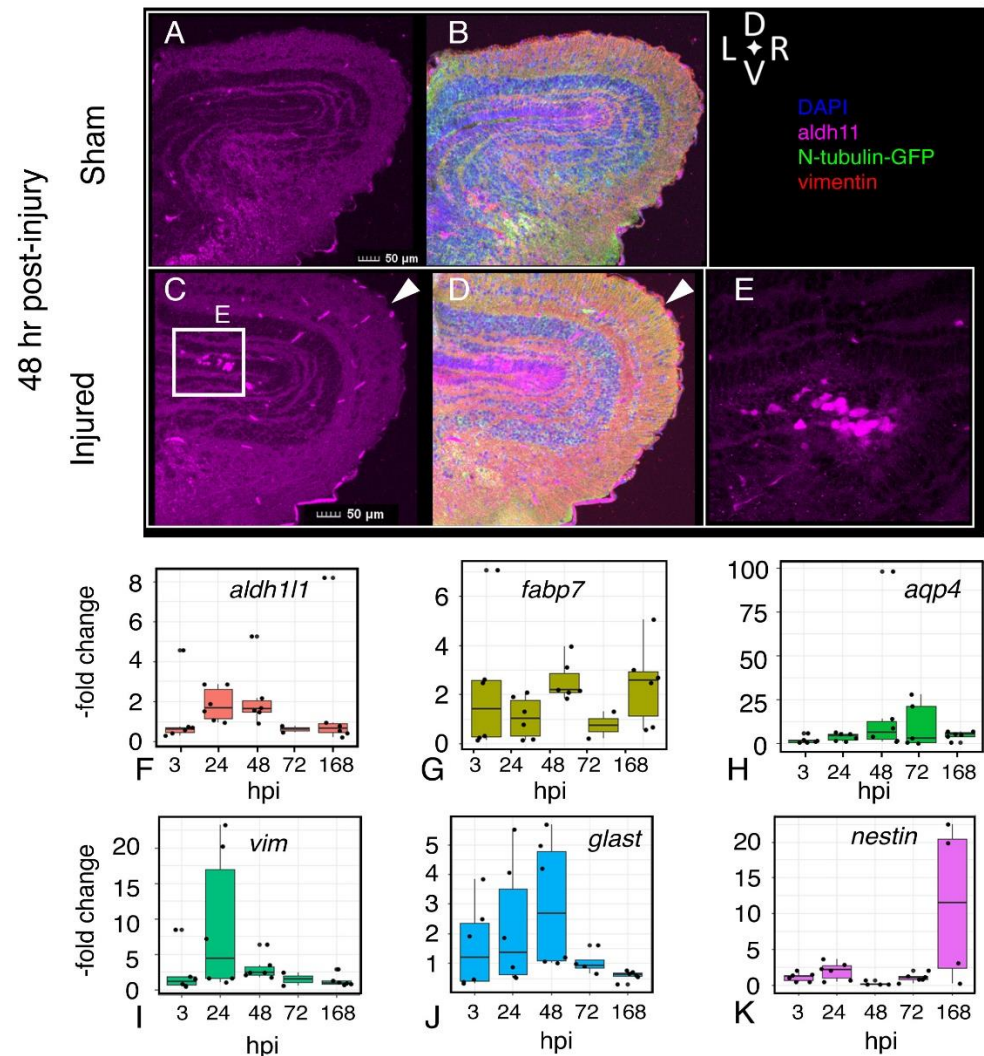 48 hr post-injury
Sham
Injured
A
B
D
L R
V
DAPI
aldh11
N-tubulin-GFP
vimentin
50 µm
C
E
D
E
50 µm
-fold change
aldh1l1
8
6
4
2
0
3 24 48 72 168
F
hpi
fabp7
6
4
2
0
3 24 48 72 168
G
hpi
aqp4
100
75
50
25
0
3 24 48 72 168
H
hpi
-fold change
vim
20
15
10
5
0
3 24 48 72 168
I
hpi
glast
5
4
3
2
1
3 24 48 72 168
J
hpi
nestin
20
15
10
5
0
3 24 48 72 168
K
hpi